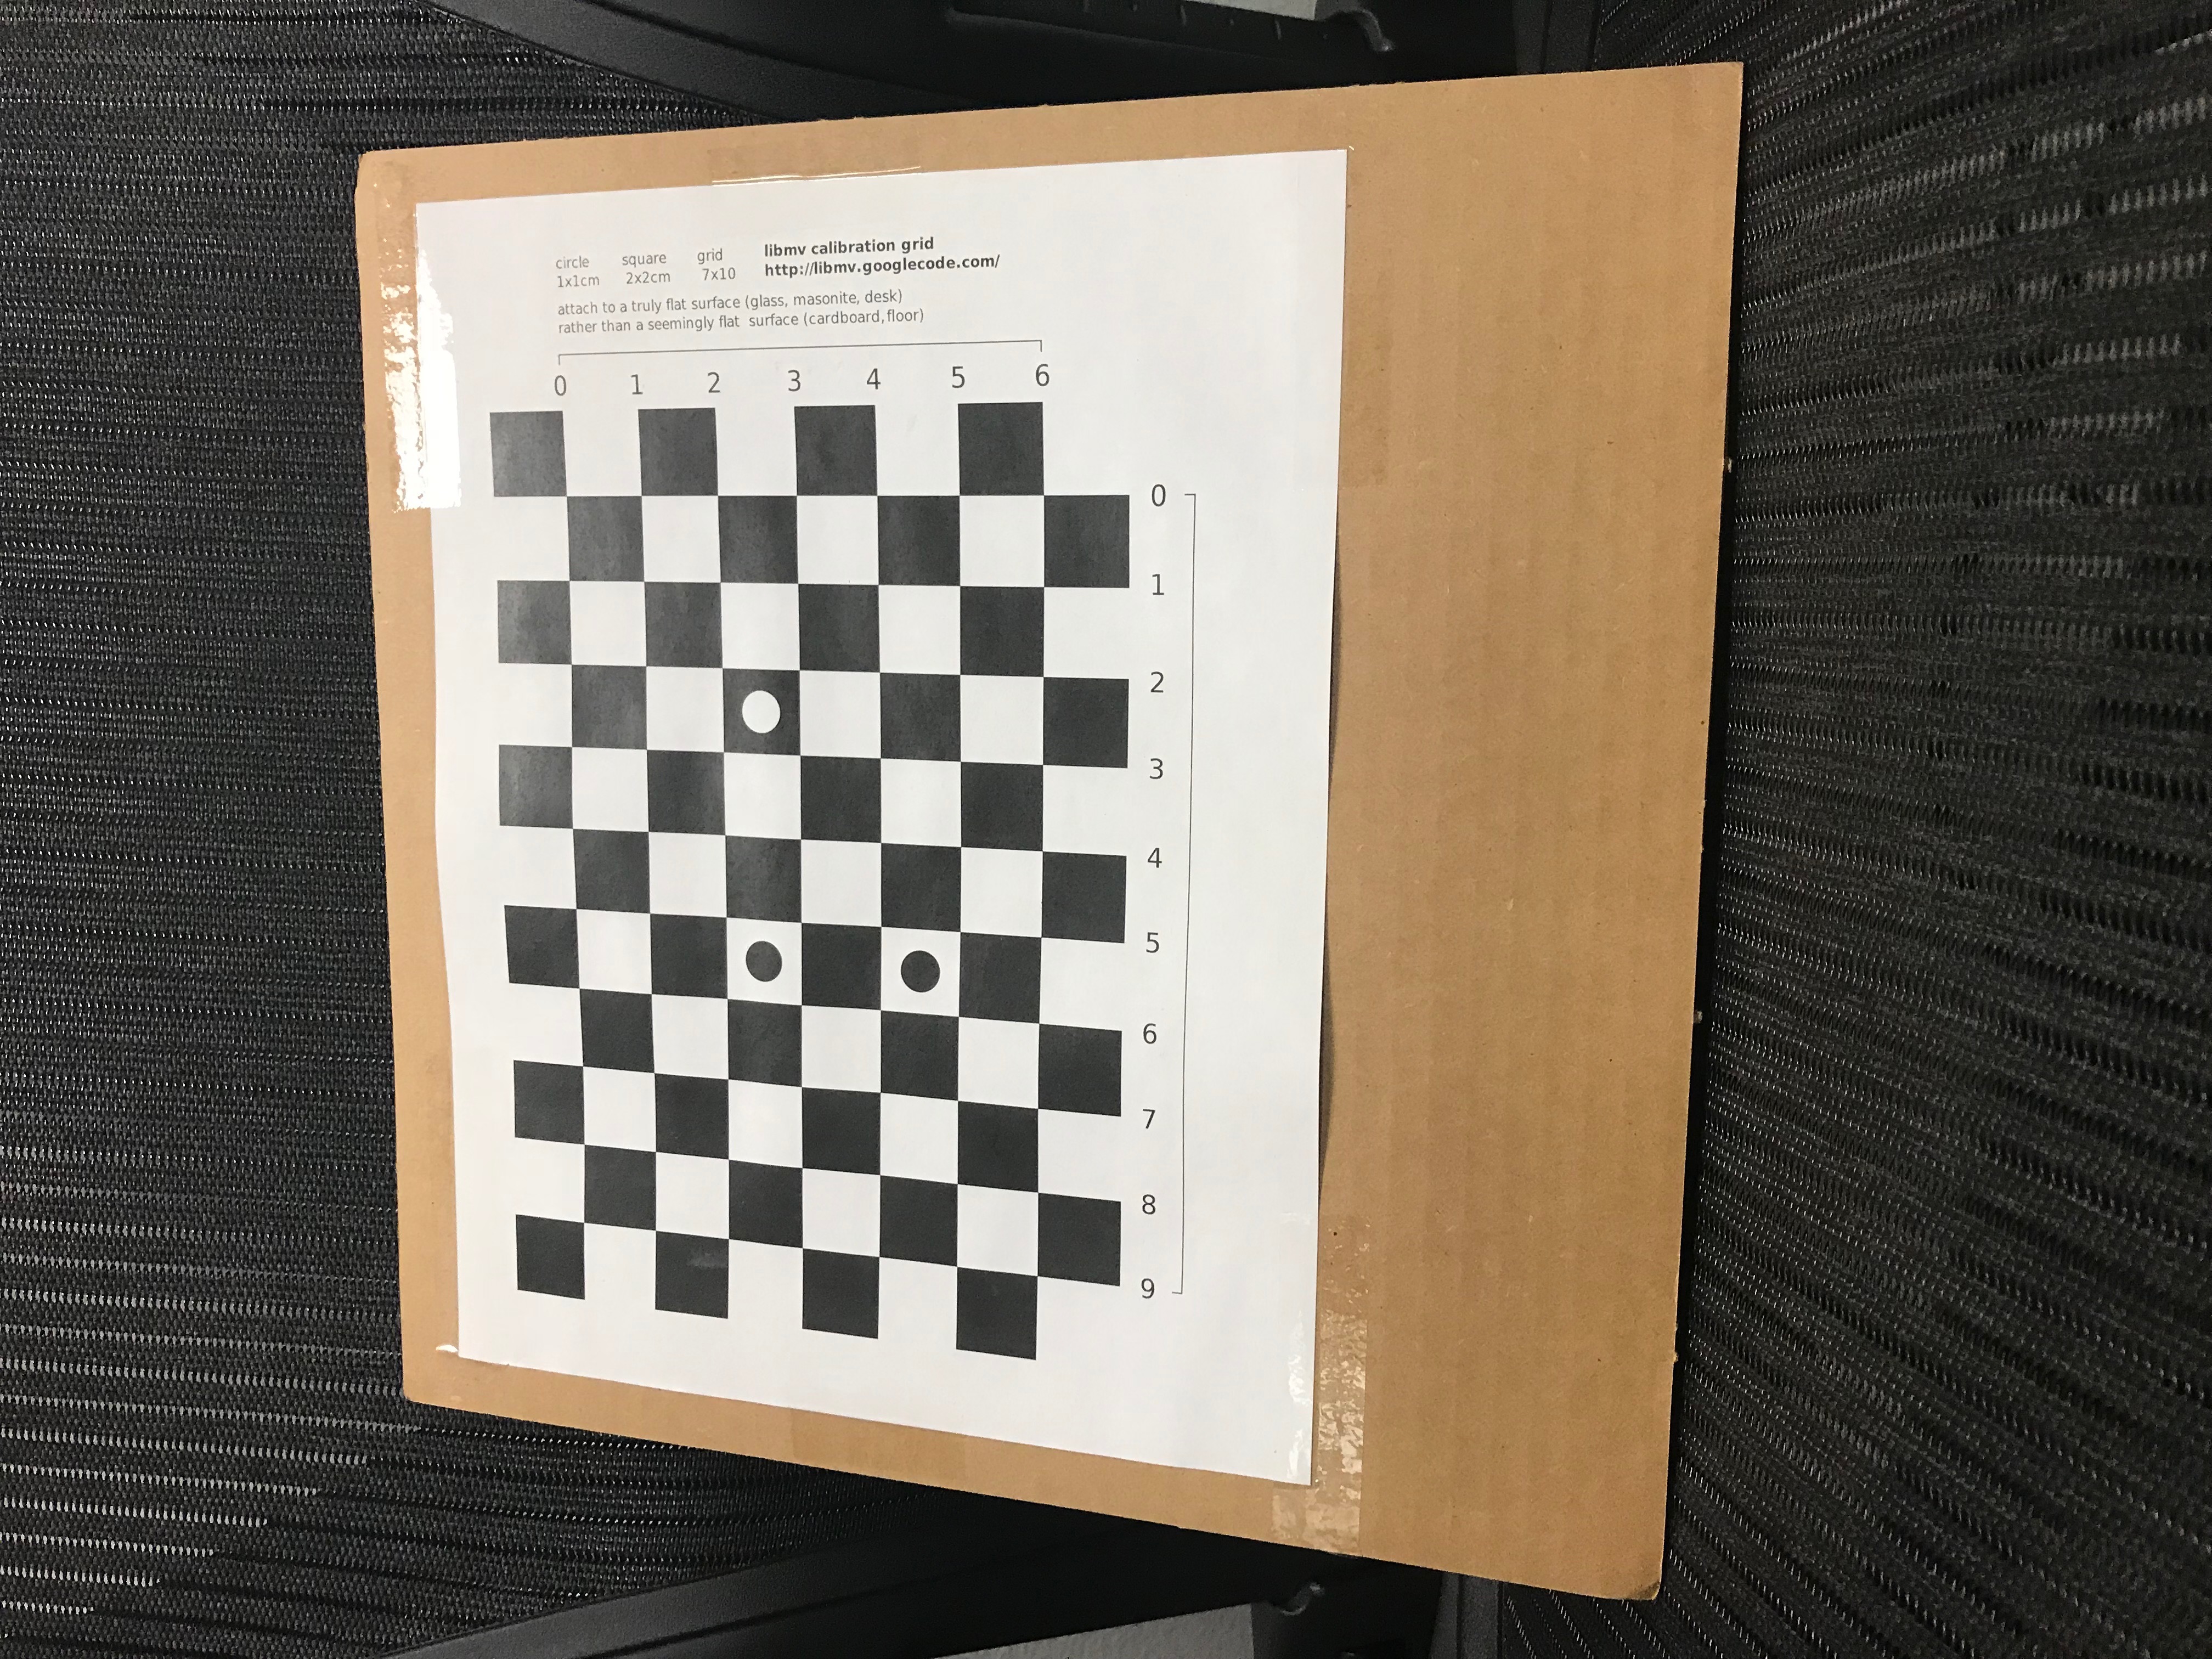 libmv calibration grid
http://libmv.googlecode.com/
circle square grid
1x1cm 2x2cm 7x10
attach to a truly flat surface (glass, masonite, desk)
rather than a seemingly flat surface (cardboard, floor)
0 1 2 3 4 5 6
0
1
2
3
4
5
6
7
8
9